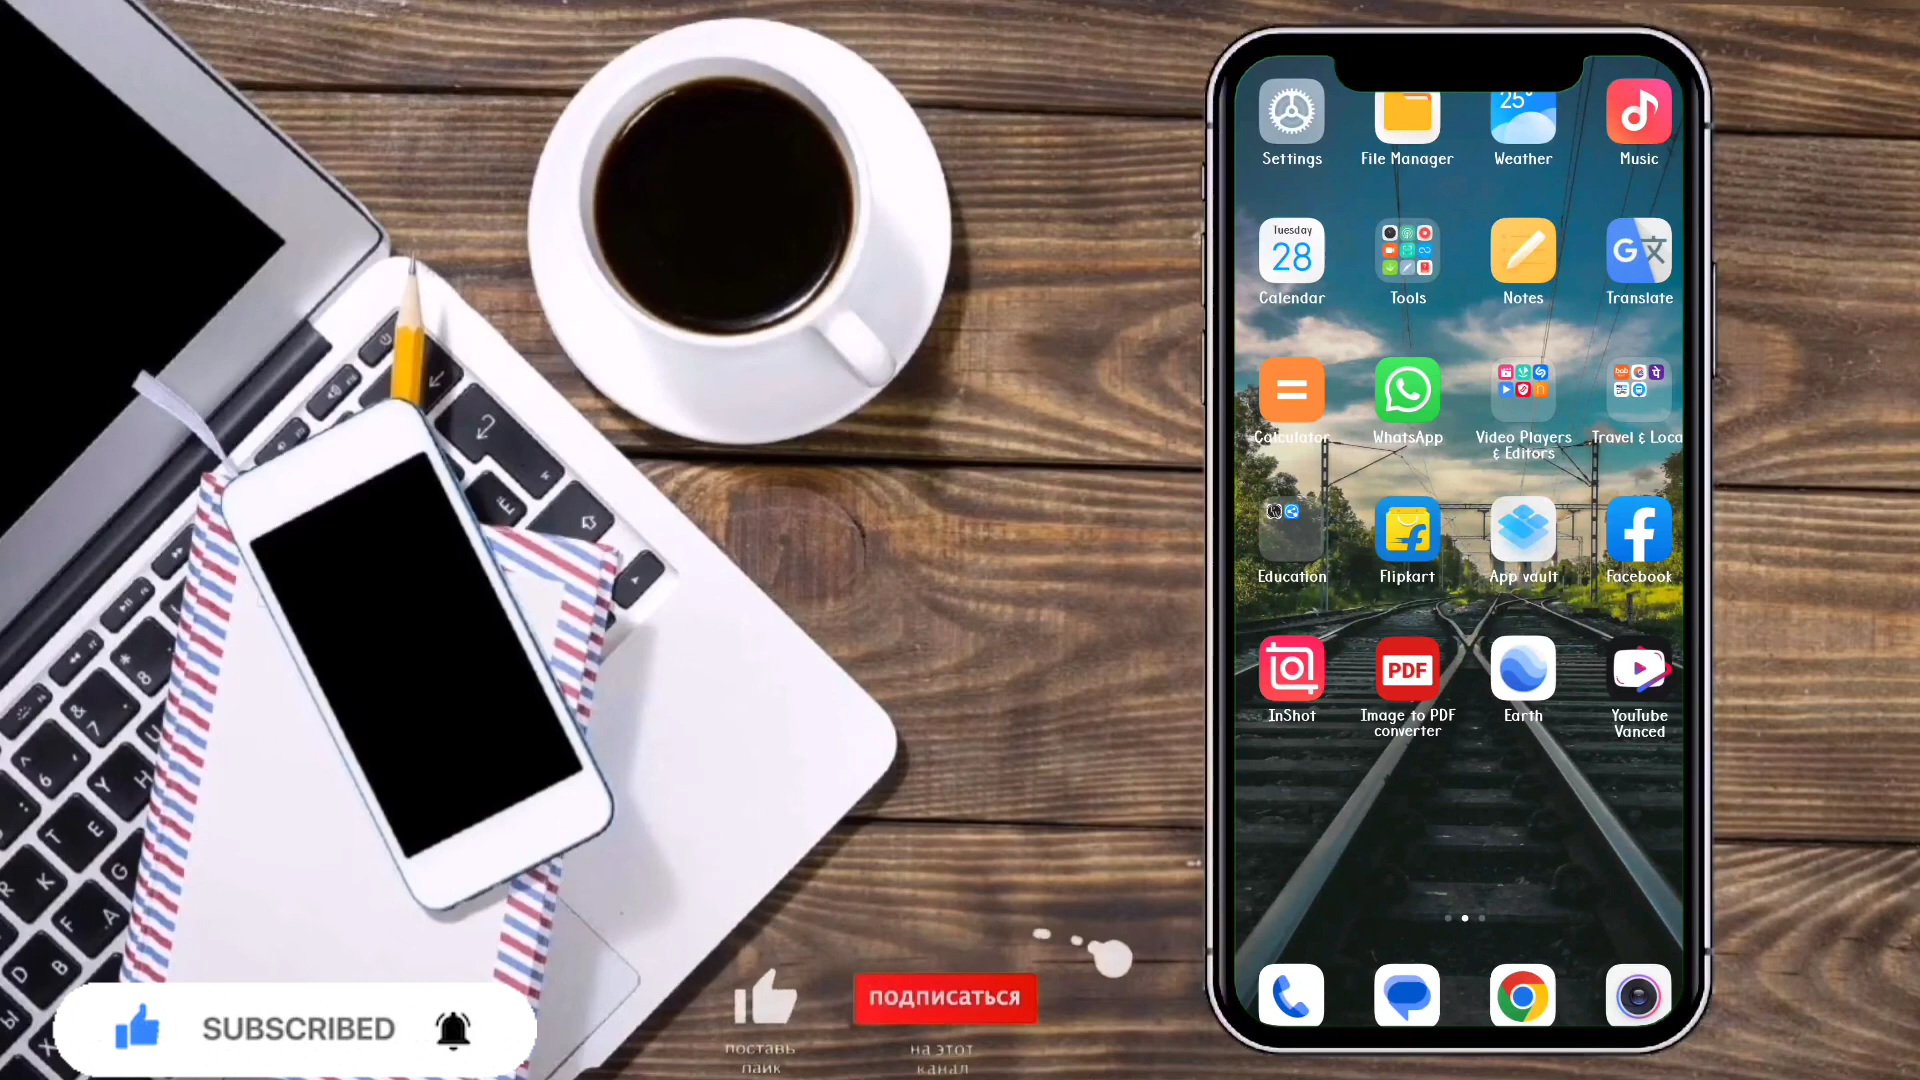 25°
Settings
File Manager
Weather
Music
Tuesday
28
Calendar
Tools
Notes
Translate
Calculator
WhatsApp
Video Players
& Editors
Travel & Loca
Education
Flipkart
App vault
Facebook
PDF
InShot
Image to PDF
converter
Earth
YouTube
Vanced
SUBSCRIBED
подписаться
поставь
лайк
на этот
канал